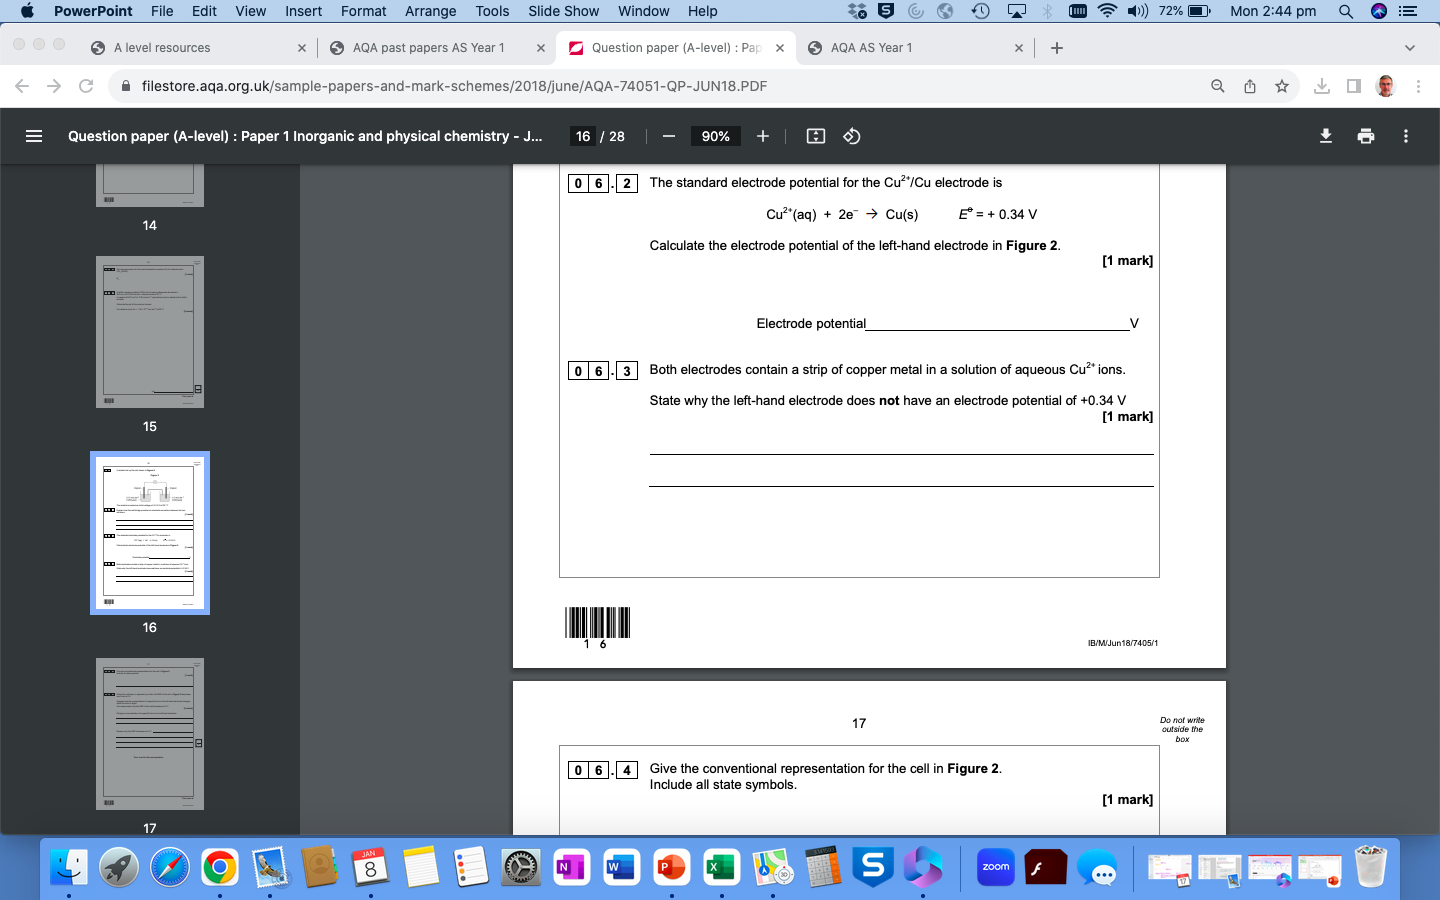 PowerPoint File Edit View Insert Format Arrange Tools Slide Show Window Help 72% Mon 2:44 pm
A level resources AQA past papers AS Year 1 Question paper (A-level) : Pap AQA AS Year 1
filestore.aqa.org.uk/sample-papers-and-mark-schemes/2018/june/AQA-74051-QP-JUN18.PDF
Question paper (A-level) : Paper 1 Inorganic and physical chemistry - J... 16 / 28 90%
14
15
16
17
0 6 . 2 The standard electrode potential for the Cu²⁺/Cu electrode is
Cu²⁺(aq) + 2e⁻ → Cu(s) E⦵ = + 0.34 V
Calculate the electrode potential of the left-hand electrode in Figure 2.
[1 mark]
Electrode potential V
0 6 . 3 Both electrodes contain a strip of copper metal in a solution of aqueous Cu²⁺ ions.
State why the left-hand electrode does not have an electrode potential of +0.34 V
[1 mark]
1 6
IB/M/Jun18/7405/1
17
Do not write
outside the
box
0 6 . 4 Give the conventional representation for the cell in Figure 2.
Include all state symbols.
[1 mark]
JAN
8
zoom
17